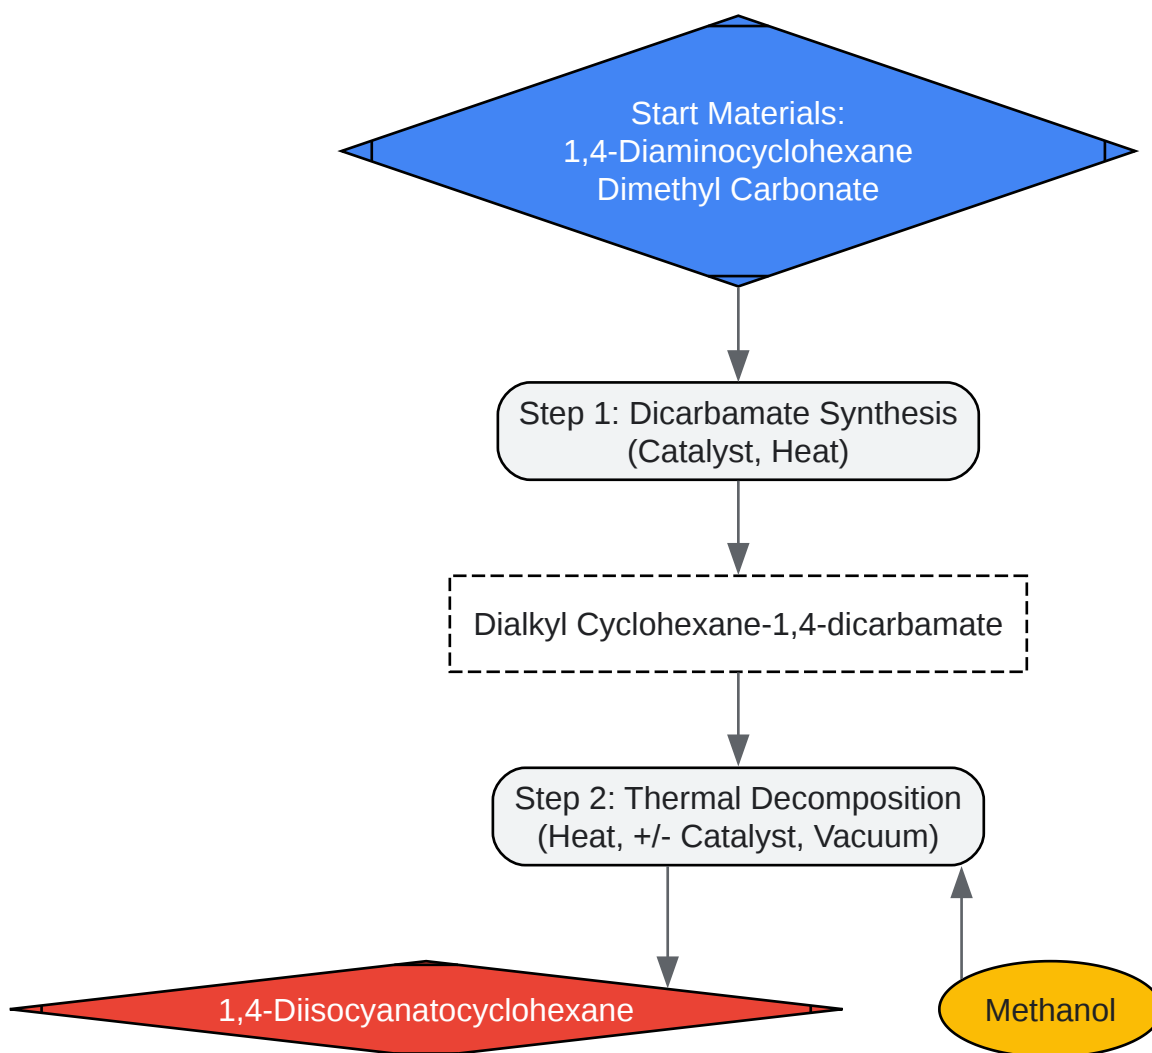 Start Materials:
1,4-Diaminocyclohexane
Dimethyl Carbonate
Step 1: Dicarbamate Synthesis
(Catalyst, Heat)
Dialkyl Cyclohexane-1,4-dicarbamate
Step 2: Thermal Decomposition
(Heat, +/- Catalyst, Vacuum)
1,4-Diisocyanatocyclohexane
Methanol